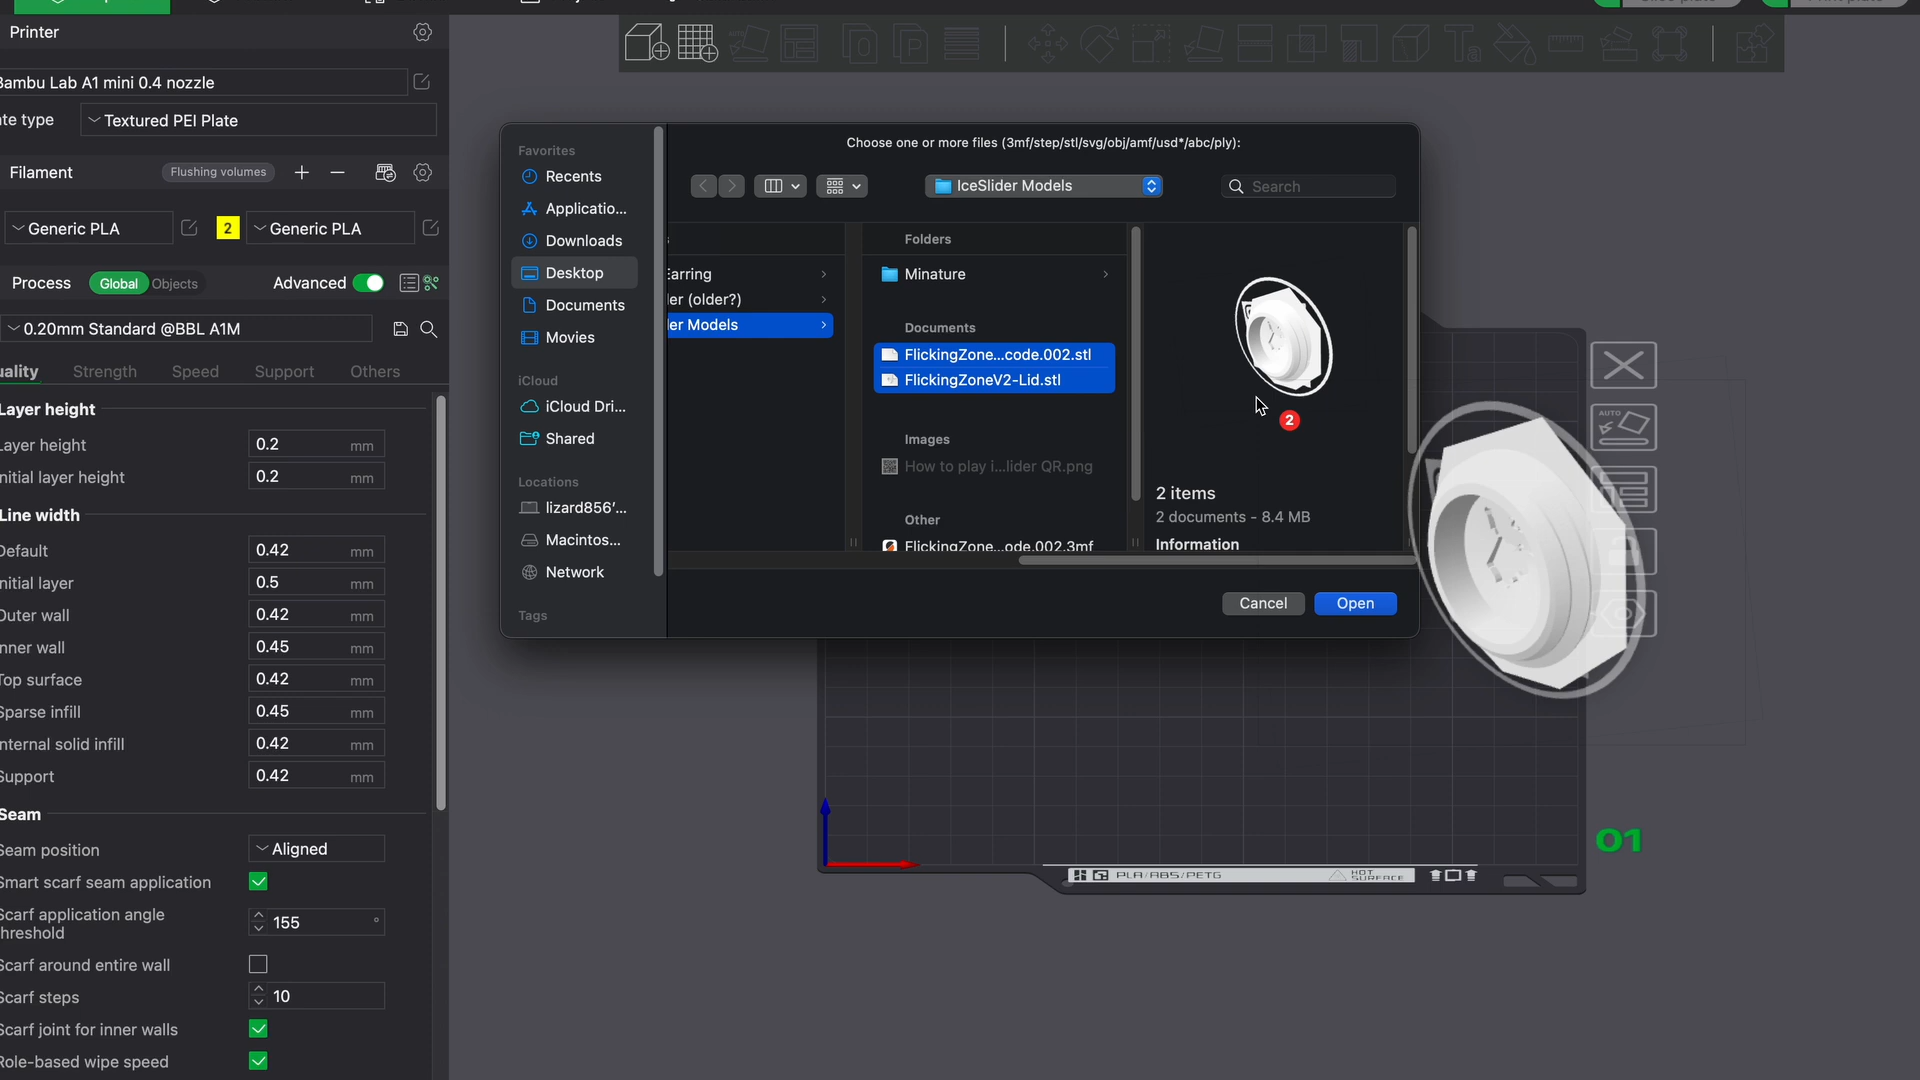 Printer
Bambu Lab A1 mini 0.4 nozzle
te type
Textured PEI Plate
Filament
Flushing volumes
Generic PLA
2
Generic PLA
Process
Global
Objects
Advanced
0.20mm Standard @BBL A1M
uality
Strength
Speed
Support
Others
Layer height
Layer height
0.2
mm
nitial layer height
0.2
mm
Line width
Default
0.42
mm
nitial layer
0.5
mm
Outer wall
0.42
mm
nner wall
0.45
mm
Top surface
0.42
mm
Sparse infill
0.45
mm
nternal solid infill
0.42
mm
Support
0.42
mm
Seam
Seam position
Aligned
Smart scarf seam application
Scarf application angle
hreshold
155
°
Scarf around entire wall
Scarf steps
10
Scarf joint for inner walls
Role-based wipe speed
Favorites
Recents
Applicatio...
Downloads
Desktop
Documents
Movies
iCloud
iCloud Dri...
Shared
Locations
lizard856'...
Macintos...
Network
Tags
Choose one or more files (3mf/step/stl/svg/obj/amf/usd*/abc/ply):
IceSlider Models
Search
Earring
er (older?)
er Models
Folders
Minature
Documents
FlickingZone...code.002.stl
FlickingZoneV2-Lid.stl
Images
How to play i...lider QR.png
Other
FlickingZone...ode.002.3mf
2
2 items
2 documents - 8.4 MB
Information
Cancel
Open
AUTO
01
PLA/ABS/PETG
HOT
SURFACE